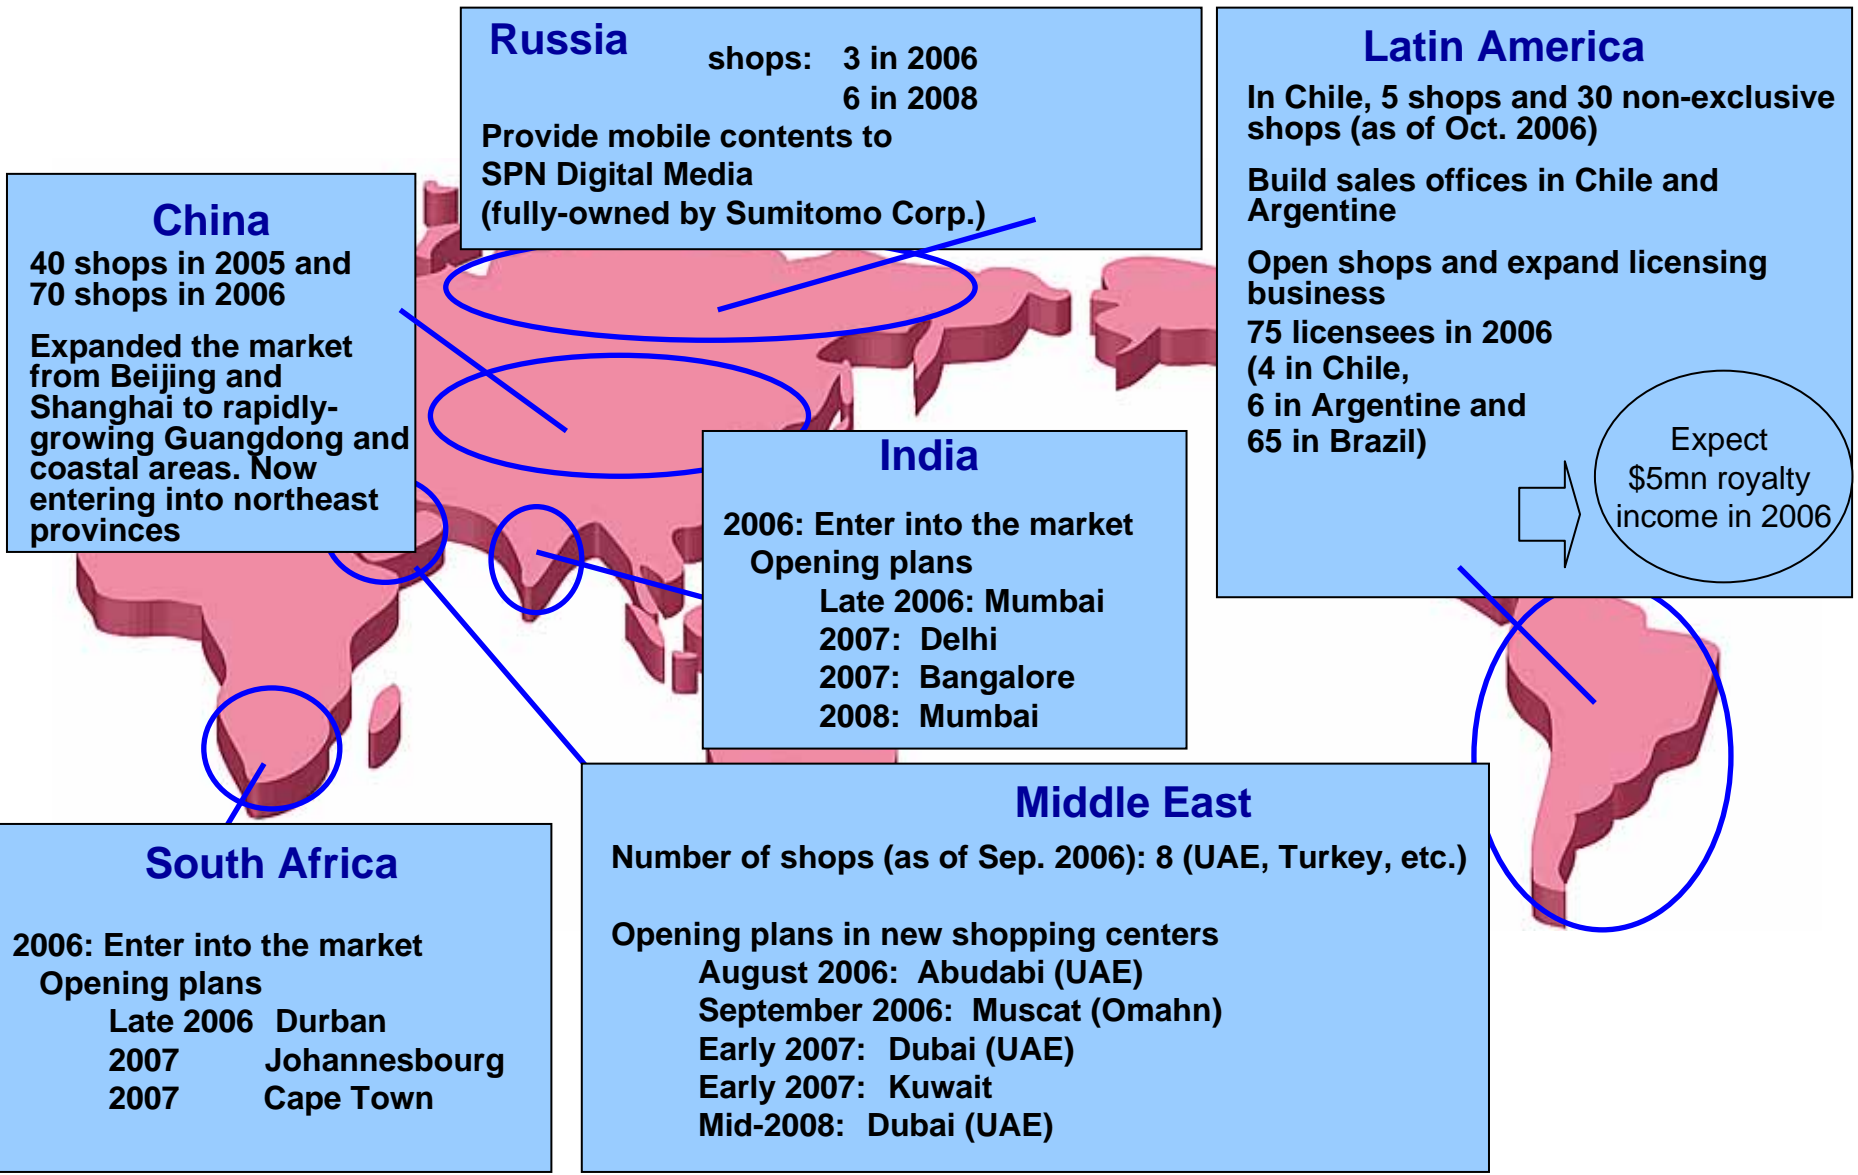 Russia
shops: 3 in 2006
6 in 2008
Provide mobile contents to
SPN Digital Media
(fully-owned by Sumitomo Corp.)
Latin America
In Chile, 5 shops and 30 non-exclusive
shops (as of Oct. 2006)
Build sales offices in Chile and
Argentine
Open shops and expand licensing
business
75 licensees in 2006
(4 in Chile,
6 in Argentine and
65 in Brazil)
Expect
$5mn royalty
income in 2006
China
40 shops in 2005 and
70 shops in 2006
Expanded the market
from Beijing and
Shanghai to rapidly-
growing Guangdong and
coastal areas. Now
entering into northeast
provinces
India
2006: Enter into the market
Opening plans
Late 2006: Mumbai
2007: Delhi
2007: Bangalore
2008: Mumbai
Middle East
Number of shops (as of Sep. 2006): 8 (UAE, Turkey, etc.)
Opening plans in new shopping centers
August 2006: Abudabi (UAE)
September 2006: Muscat (Omahn)
Early 2007: Dubai (UAE)
Early 2007: Kuwait
Mid-2008: Dubai (UAE)
South Africa
2006: Enter into the market
Opening plans
Late 2006 Durban
2007 Johannesbourg
2007 Cape Town